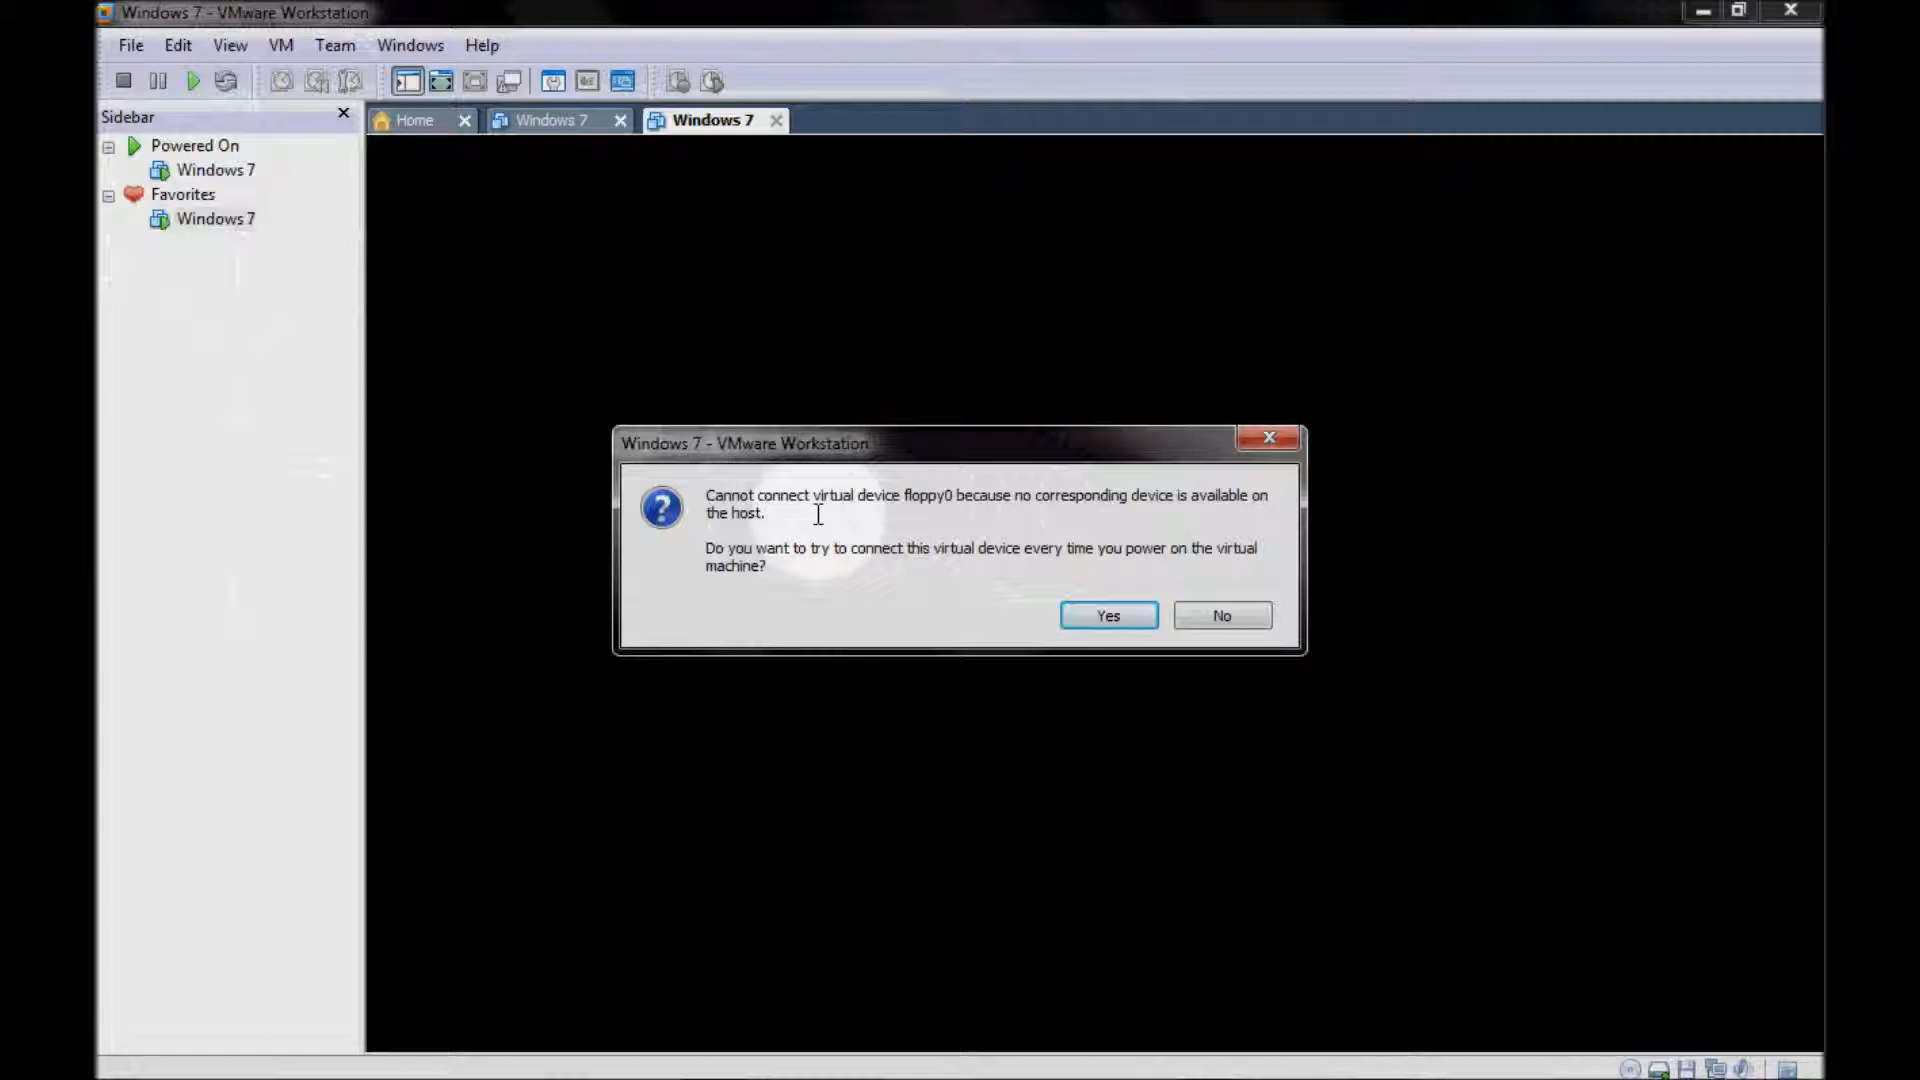 Windows 7 - VMware Workstation
File Edit View VM Team Windows Help
Sidebar
Home Windows 7 Windows 7
Powered On
Windows 7
Favorites
Windows 7
Windows 7 - VMware Workstation
Cannot connect virtual device floppy0 because no corresponding device is available on
the host.
Do you want to try to connect this virtual device every time you power on the virtual
machine?
Yes No